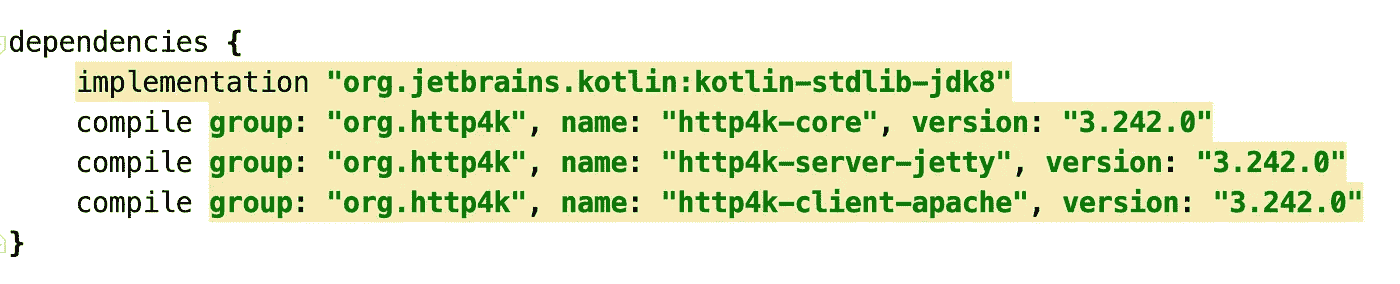 dependencies {
    implementation "org.jetbrains.kotlin:kotlin-stdlib-jdk8"
    compile group: "org.http4k", name: "http4k-core", version: "3.242.0"
    compile group: "org.http4k", name: "http4k-server-jetty", version: "3.242.0"
    compile group: "org.http4k", name: "http4k-client-apache", version: "3.242.0"
}